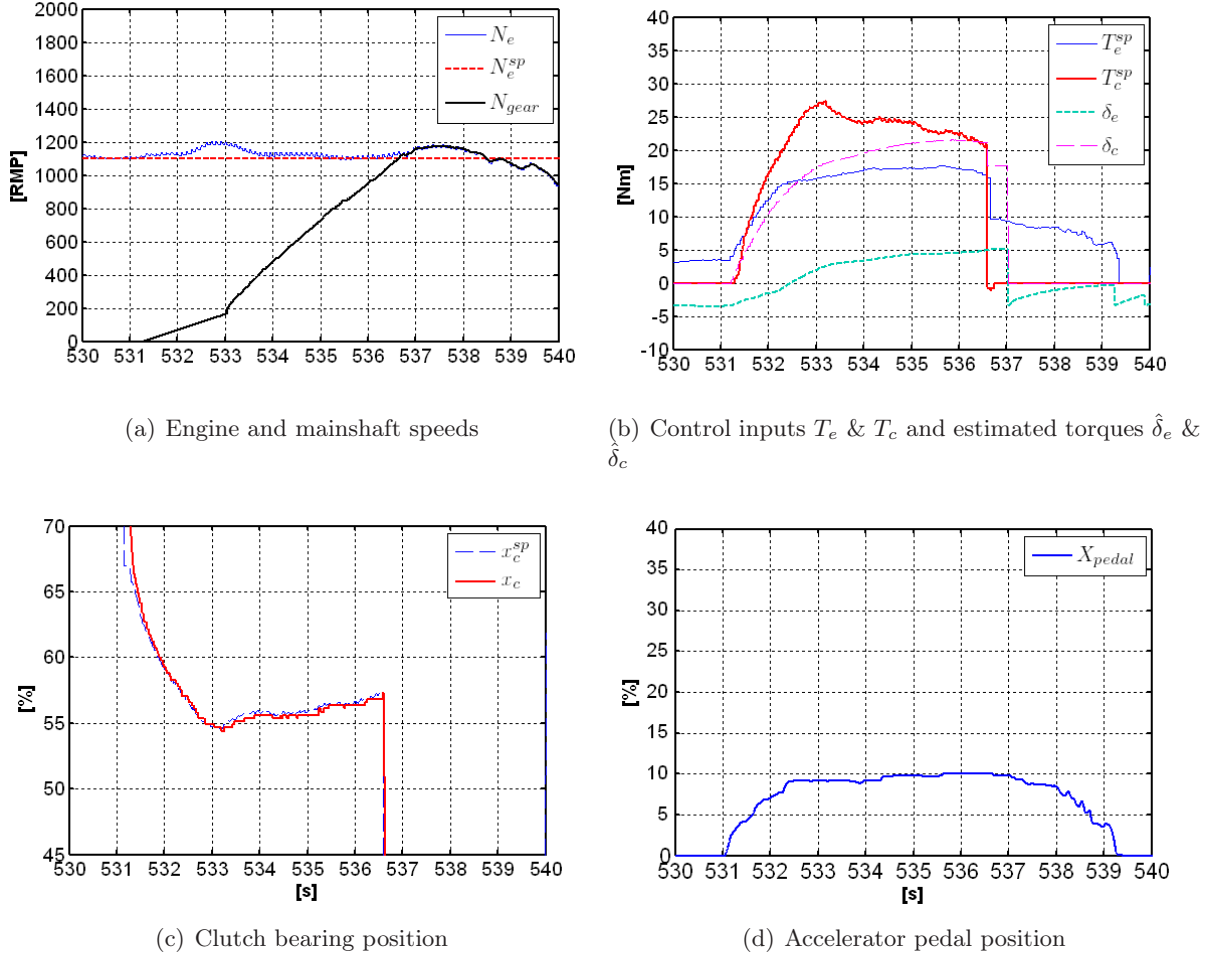 2000
1800
1600
1400
1200
1000
800
600
400
200
0
[RMP]
530 531 532 533 534 535 536 537 538 539 540
N_e
N_e^{sp}
N_{gear}
(a) Engine and mainshaft speeds
40
35
30
25
20
15
10
5
0
-5
-10
[Nm]
530 531 532 533 534 535 536 537 538 539 540
T_e^{sp}
T_c^{sp}
δ_e
δ_c
(b) Control inputs T_e & T_c and estimated torques δ̂_e &
δ̂_c
70
65
60
55
50
45
[%]
530 531 532 533 534 535 536 537 538 539 540
[s]
x_c^{sp}
x_c
(c) Clutch bearing position
40
35
30
25
20
15
10
5
0
[%]
530 531 532 533 534 535 536 537 538 539 540
[s]
X_{pedal}
(d) Accelerator pedal position